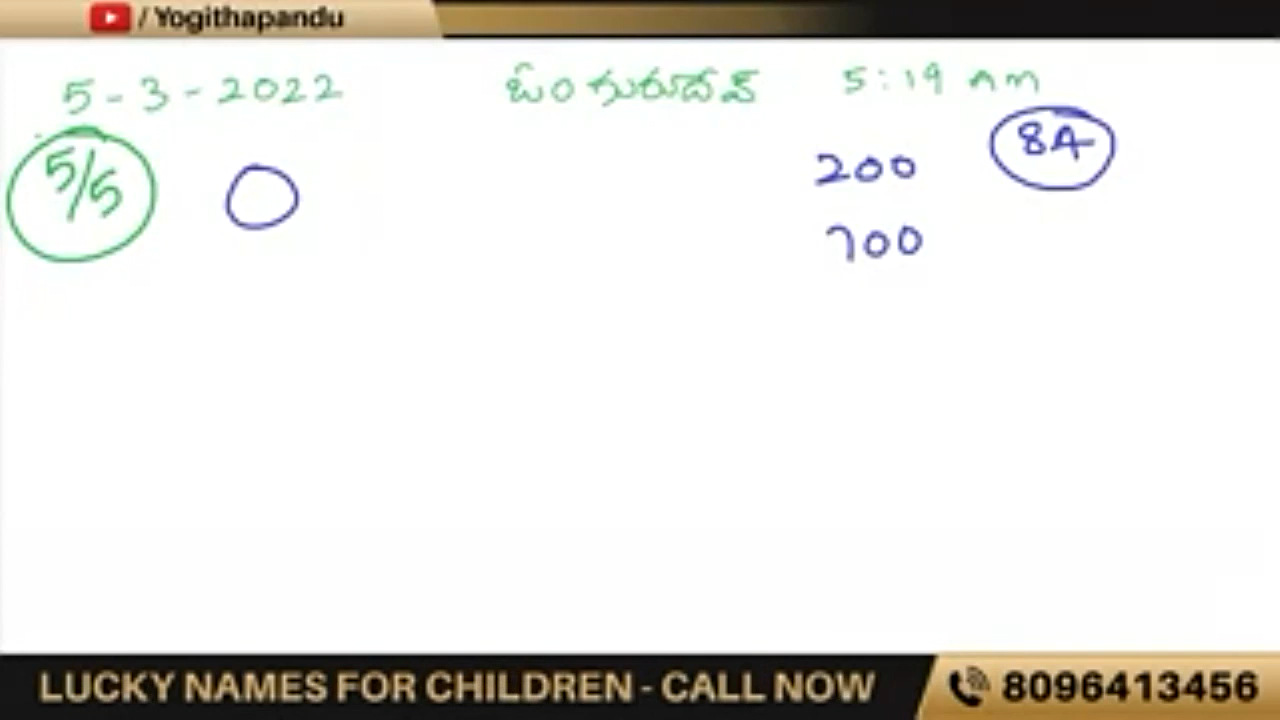 / Yogithapandu
5-3-2022 ఓం గురుదేవ్ 5:19 AM
5/5 O 200 84
700
LUCKY NAMES FOR CHILDREN - CALL NOW 8096413456